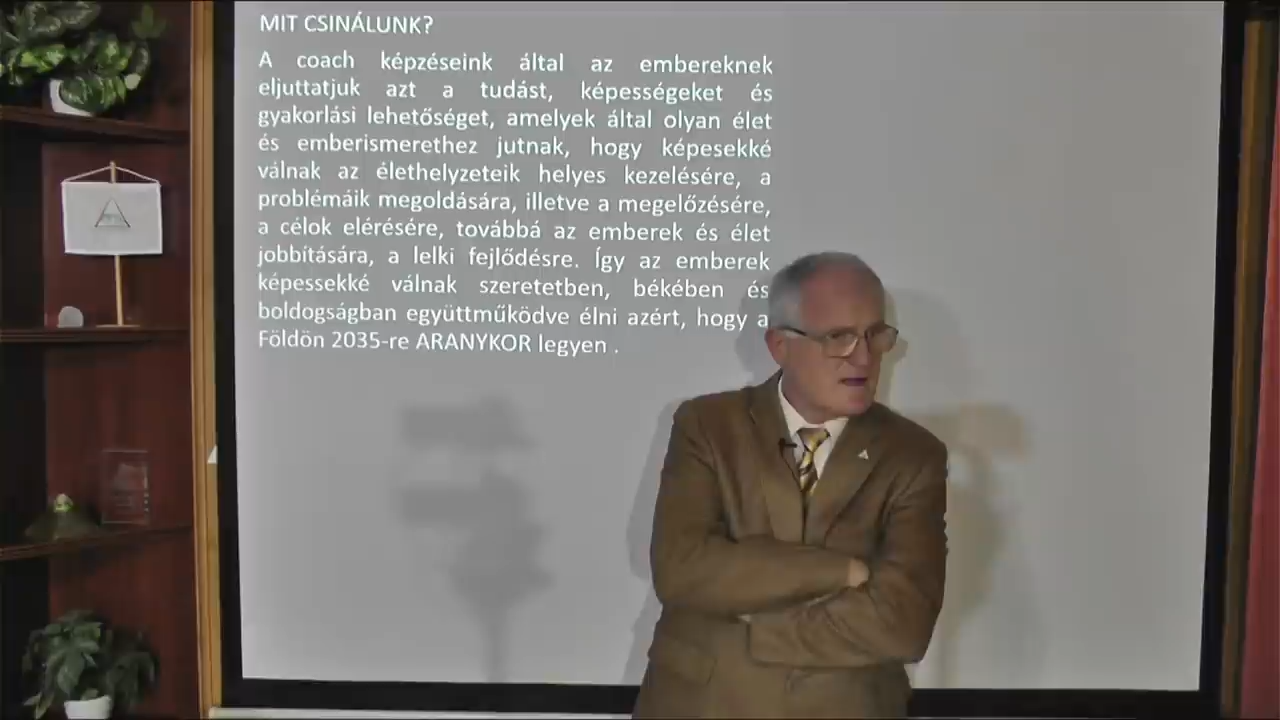 MIT CSINÁLUNK?
A coach képzéseink által az embereknek
eljuttatjuk azt a tudást, képességeket és
gyakorlási lehetőséget, amelyek által olyan élet
és emberismerethez jutnak, hogy képesekké
válnak az élethelyzeteik helyes kezelésére, a
problémáik megoldására, illetve a megelőzésére,
a célok elérésére, továbbá az emberek és élet
jobbítására, a lelki fejlődésre. Így az emberek
képessekké válnak szeretetben, békében és
boldogságban együttműködve élni azért, hogy a
Földön 2035-re ARANYKOR legyen .